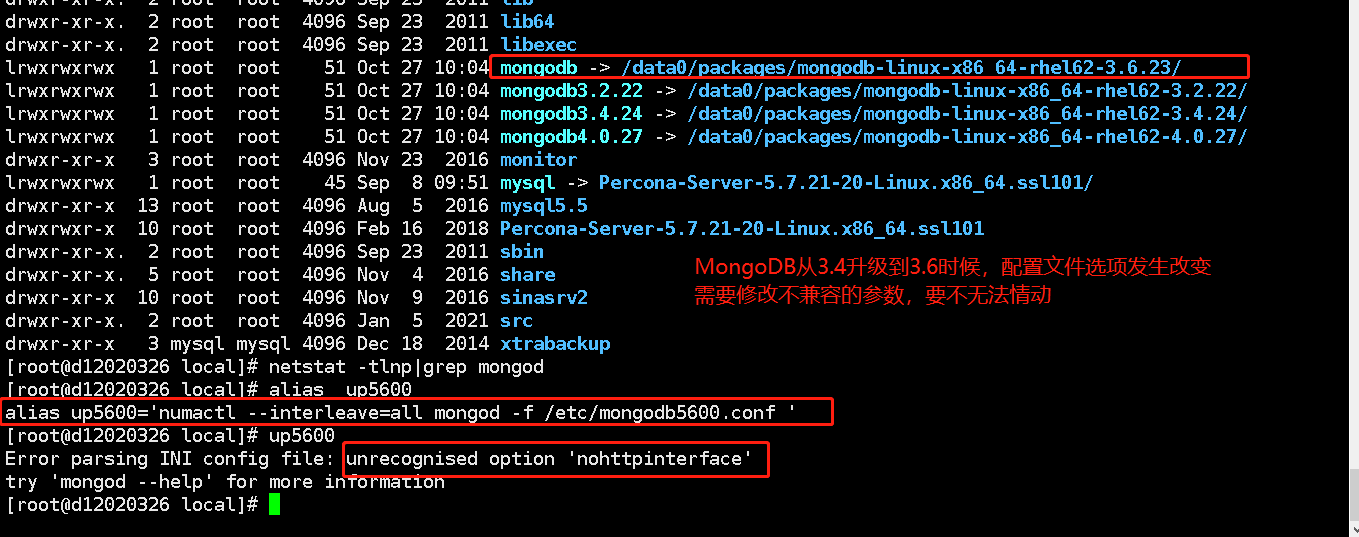 drwxr-xr-x. 2 root root 4096 Sep 23 2011 lib
drwxr-xr-x. 2 root root 4096 Sep 23 2011 lib64
drwxr-xr-x. 2 root root 4096 Sep 23 2011 libexec
lrwxrwxrwx 1 root root 51 Oct 27 10:04 mongodb -> /data0/packages/mongodb-linux-x86_64-rhel62-3.6.23/
lrwxrwxrwx 1 root root 51 Oct 27 10:04 mongodb3.2.22 -> /data0/packages/mongodb-linux-x86_64-rhel62-3.2.22/
lrwxrwxrwx 1 root root 51 Oct 27 10:04 mongodb3.4.24 -> /data0/packages/mongodb-linux-x86_64-rhel62-3.4.24/
lrwxrwxrwx 1 root root 51 Oct 27 10:04 mongodb4.0.27 -> /data0/packages/mongodb-linux-x86_64-rhel62-4.0.27/
drwxr-xr-x 3 root root 4096 Nov 23 2016 monitor
lrwxrwxrwx 1 root root 45 Sep 8 09:51 mysql -> Percona-Server-5.7.21-20-Linux.x86_64.ssl101/
drwxr-xr-x 13 root root 4096 Aug 5 2016 mysql5.5
drwxr-xr-x 10 root root 4096 Feb 16 2018 Percona-Server-5.7.21-20-Linux.x86_64.ssl101
drwxr-xr-x. 2 root root 4096 Sep 23 2011 sbin
drwxr-xr-x. 5 root root 4096 Nov 4 2016 share
drwxr-xr-x 10 root root 4096 Nov 9 2016 sinasrv2
drwxr-xr-x. 2 root root 4096 Jan 5 2021 src
drwxr-xr-x 3 mysql mysql 4096 Dec 18 2014 xtrabackup
MongoDB从3.4升级到3.6时候，配置文件选项发生改变
需要修改不兼容的参数，要不无法情动
[root@d12020326 local]# netstat -tlnp|grep mongod
[root@d12020326 local]# alias  up5600
alias up5600='numactl --interleave=all mongod -f /etc/mongodb5600.conf '
[root@d12020326 local]# up5600
Error parsing INI config file: unrecognised option 'nohttpinterface'
try 'mongod --help' for more information
[root@d12020326 local]#